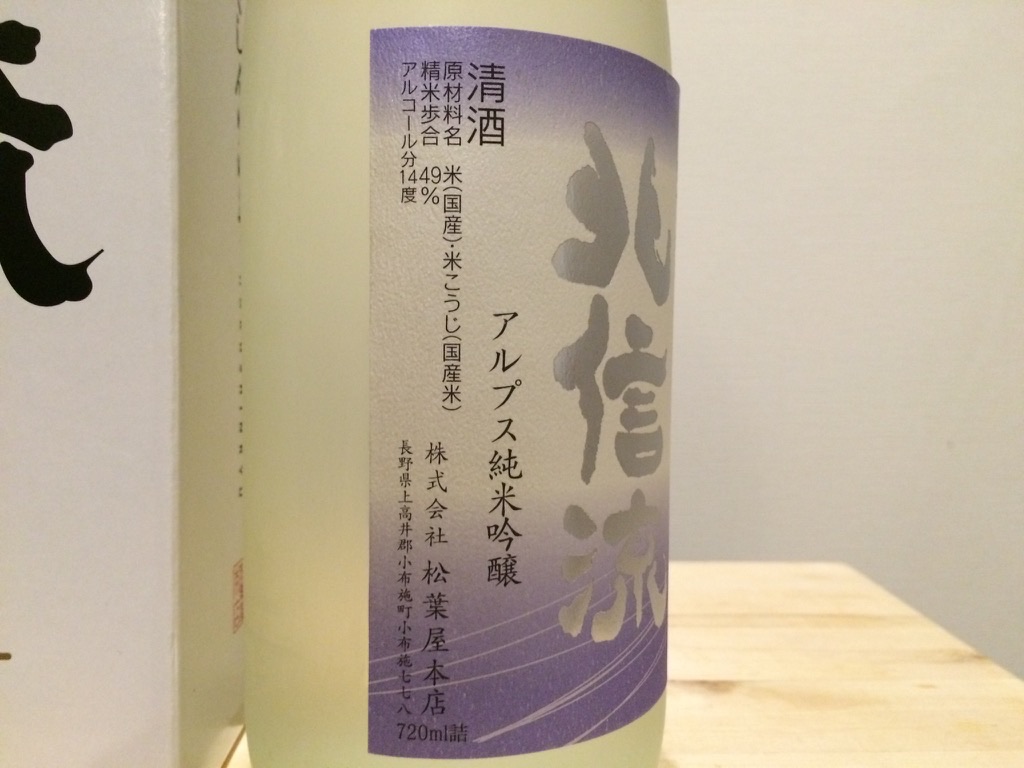 北信流
アルプス純米吟醸
清酒
原材料名 米(国産)・米こうじ(国産米)
精米歩合 49%
アルコール分14度
株式会社 松葉屋本店
長野県上高井郡小布施町小布施七七八
720ml詰